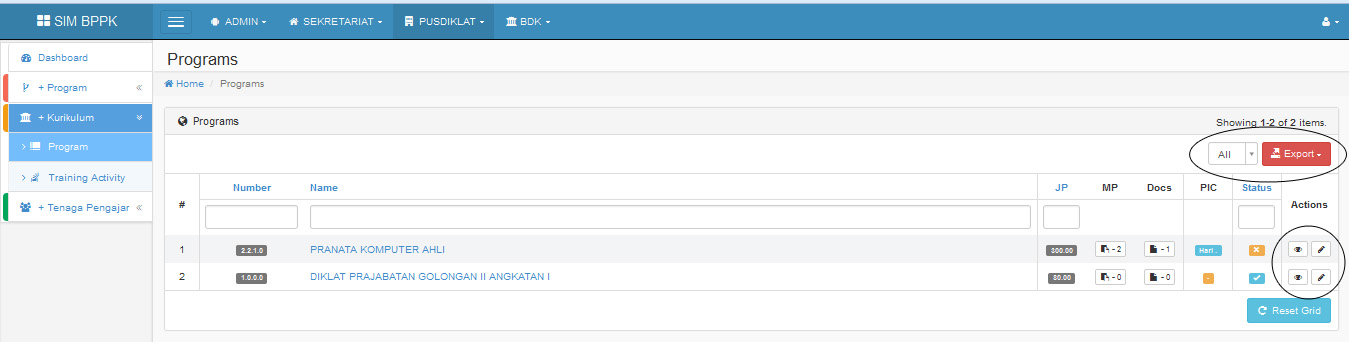 SIM BPPK ADMIN SEKRETARIAT PUSDIKLAT BDK
Dashboard
+ Program
+ Kurikulum
Program
Training Activity
+ Tenaga Pengajar
Programs
Home / Programs
Programs Showing 1-2 of 2 items.
All Export
# Number Name JP MP Docs PIC Status Actions
1 2.2.1.0 PRANATA KOMPUTER AHLI 300.00 - 2 - 1 Hari .
2 1.0.0.0 DIKLAT PRAJABATAN GOLONGAN II ANGKATAN I 80.00 - 0 - 0 -
Reset Grid